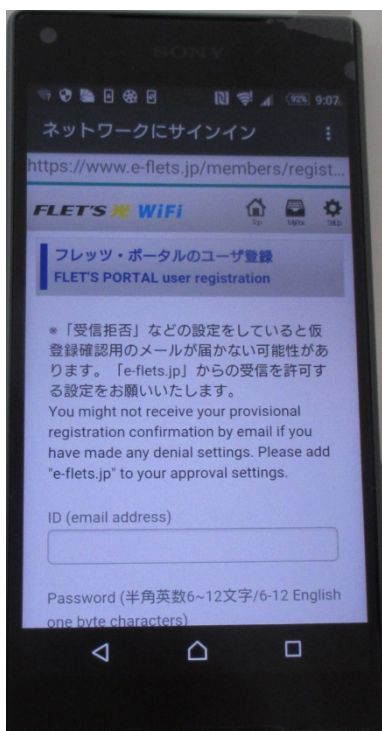 SONY
92% 9:07
ネットワークにサインイン
https://www.e-flets.jp/members/regist...
FLET'S 光 WiFi
Top
フレッツ・ポータルのユーザ登録
FLET'S PORTAL user registration
※「受信拒否」などの設定をしていると仮
登録確認用のメールが届かない可能性があ
ります。「e-flets.jp」からの受信を許可す
る設定をお願いいたします。
You might not receive your provisional
registration confirmation by email if you
have made any denial settings. Please add
"e-flets.jp" to your approval settings.
ID (email address)
Password (半角英数6~12文字/6-12 English
one byte characters)